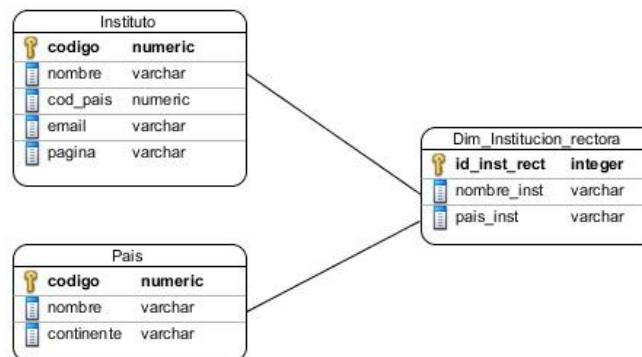 Instituto
codigo numeric
nombre varchar
cod_pais numeric
email varchar
pagina varchar
Dim_Institucion_rectora
id_inst_rect integer
nombre_inst varchar
pais_inst varchar
Pais
codigo numeric
nombre varchar
continente varchar